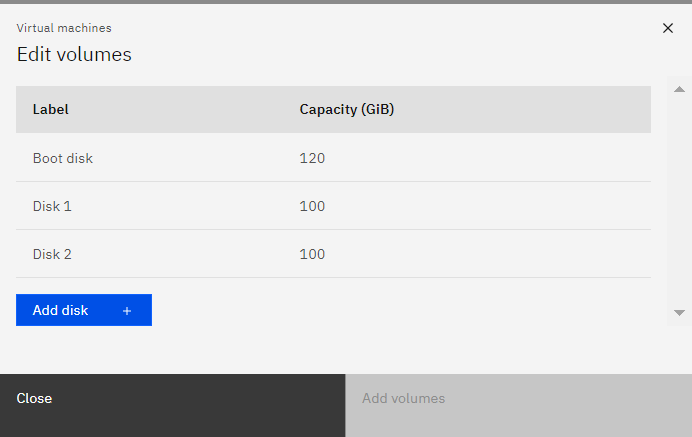 Virtual machines
Edit volumes
Label Capacity (GiB)
Boot disk 120
Disk 1 100
Disk 2 100
Add disk +
Close Add volumes